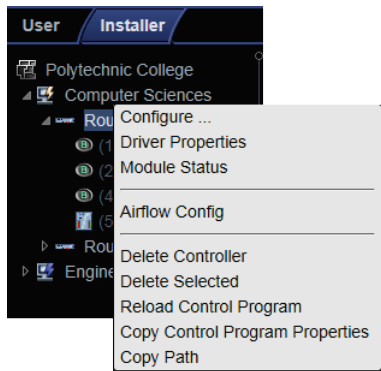 User
Installer
Polytechnic College
Computer Sciences
Rou
Configure ...
(1
Driver Properties
(2
Module Status
(4
Airflow Config
(5
Rou
Delete Controller
Engine
Delete Selected
Reload Control Program
Copy Control Program Properties
Copy Path